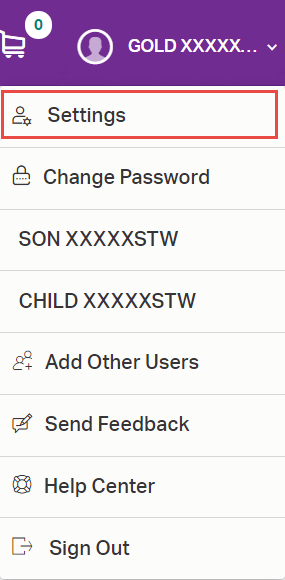 0
GOLD XXXXX...
Settings
Change Password
SON XXXXXSTW
CHILD XXXXXSTW
Add Other Users
Send Feedback
Help Center
Sign Out